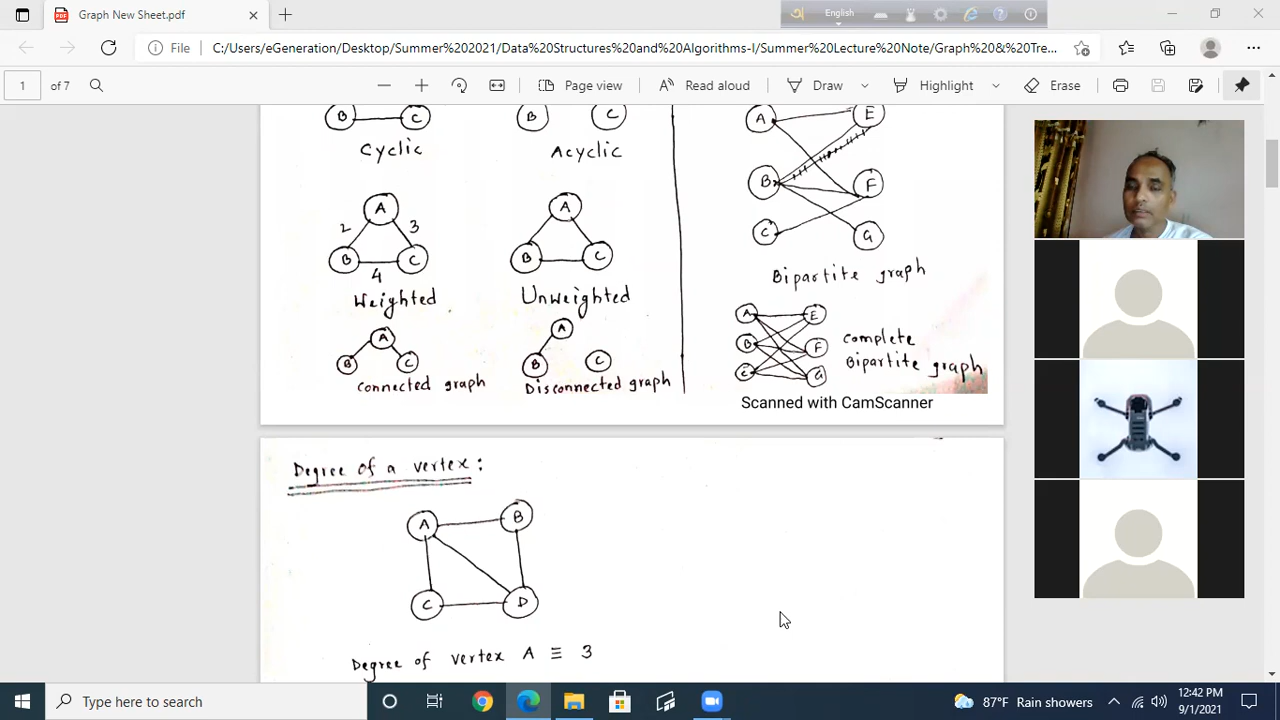 Graph New Sheet.pdf
English
File
C:/Users/eGeneration/Desktop/Summer%202021/Data%20Structures%20and%20Algorithms-I/Summer%20Lecture%20Note/Graph%20&%20Tre...
1 of 7
Page view
Read aloud
Draw
Highlight
Erase
B C
B C
A E
Cyclic
Acyclic
B F
A
2 3
B C
4
A
B C
C G
Weighted
Unweighted
Bipartite graph
A
B C
Connected graph
A
B C
Disconnected graph
A E
B F
C G
Complete
Bipartite graph
Scanned with CamScanner
Degree of a vertex:
A B
C D
Degree of vertex A ≡ 3
Type here to search
87°F Rain showers
12:42 PM
9/1/2021